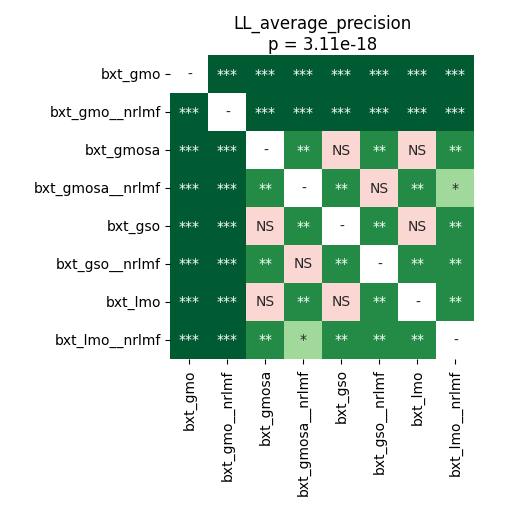 LL_average_precision
p = 3.11e-18
bxt_gmo - *** *** *** *** *** *** ***
bxt_gmo__nrlmf *** - *** *** *** *** *** ***
bxt_gmosa *** *** - ** NS ** NS **
bxt_gmosa__nrlmf *** *** ** - ** NS ** *
bxt_gso *** *** NS ** - ** NS **
bxt_gso__nrlmf *** *** ** NS ** - ** **
bxt_lmo *** *** NS ** NS ** - **
bxt_lmo__nrlmf *** *** ** * ** ** ** -
bxt_gmo
bxt_gmo__nrlmf
bxt_gmosa
bxt_gmosa__nrlmf
bxt_gso
bxt_gso__nrlmf
bxt_lmo
bxt_lmo__nrlmf